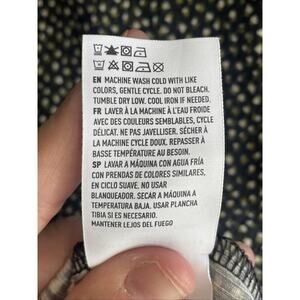 EN MACHINE WASH COLD WITH LIKE
COLORS, GENTLE CYCLE. DO NOT BLEACH.
TUMBLE DRY LOW. COOL IRON IF NEEDED.
FR LAVER À LA MACHINE À L'EAU FROIDE
AVEC DES COULEURS SEMBLABLES, CYCLE
DÉLICAT. NE PAS JAVELLISER. SÉCHER À
LA MACHINE CYCLE DOUX. REPASSER À
BASSE TEMPÉRATURE AU BESOIN.
SP LAVAR A MÁQUINA CON AGUA FRÍA
CON PRENDAS DE COLORES SIMILARES,
EN CICLO SUAVE. NO USAR
BLANQUEADOR. SECAR A MÁQUINA A
TEMPERATURA BAJA. USAR PLANCHA
TIBIA SI ES NECESARIO.
MANTENER LEJOS DEL FUEGO